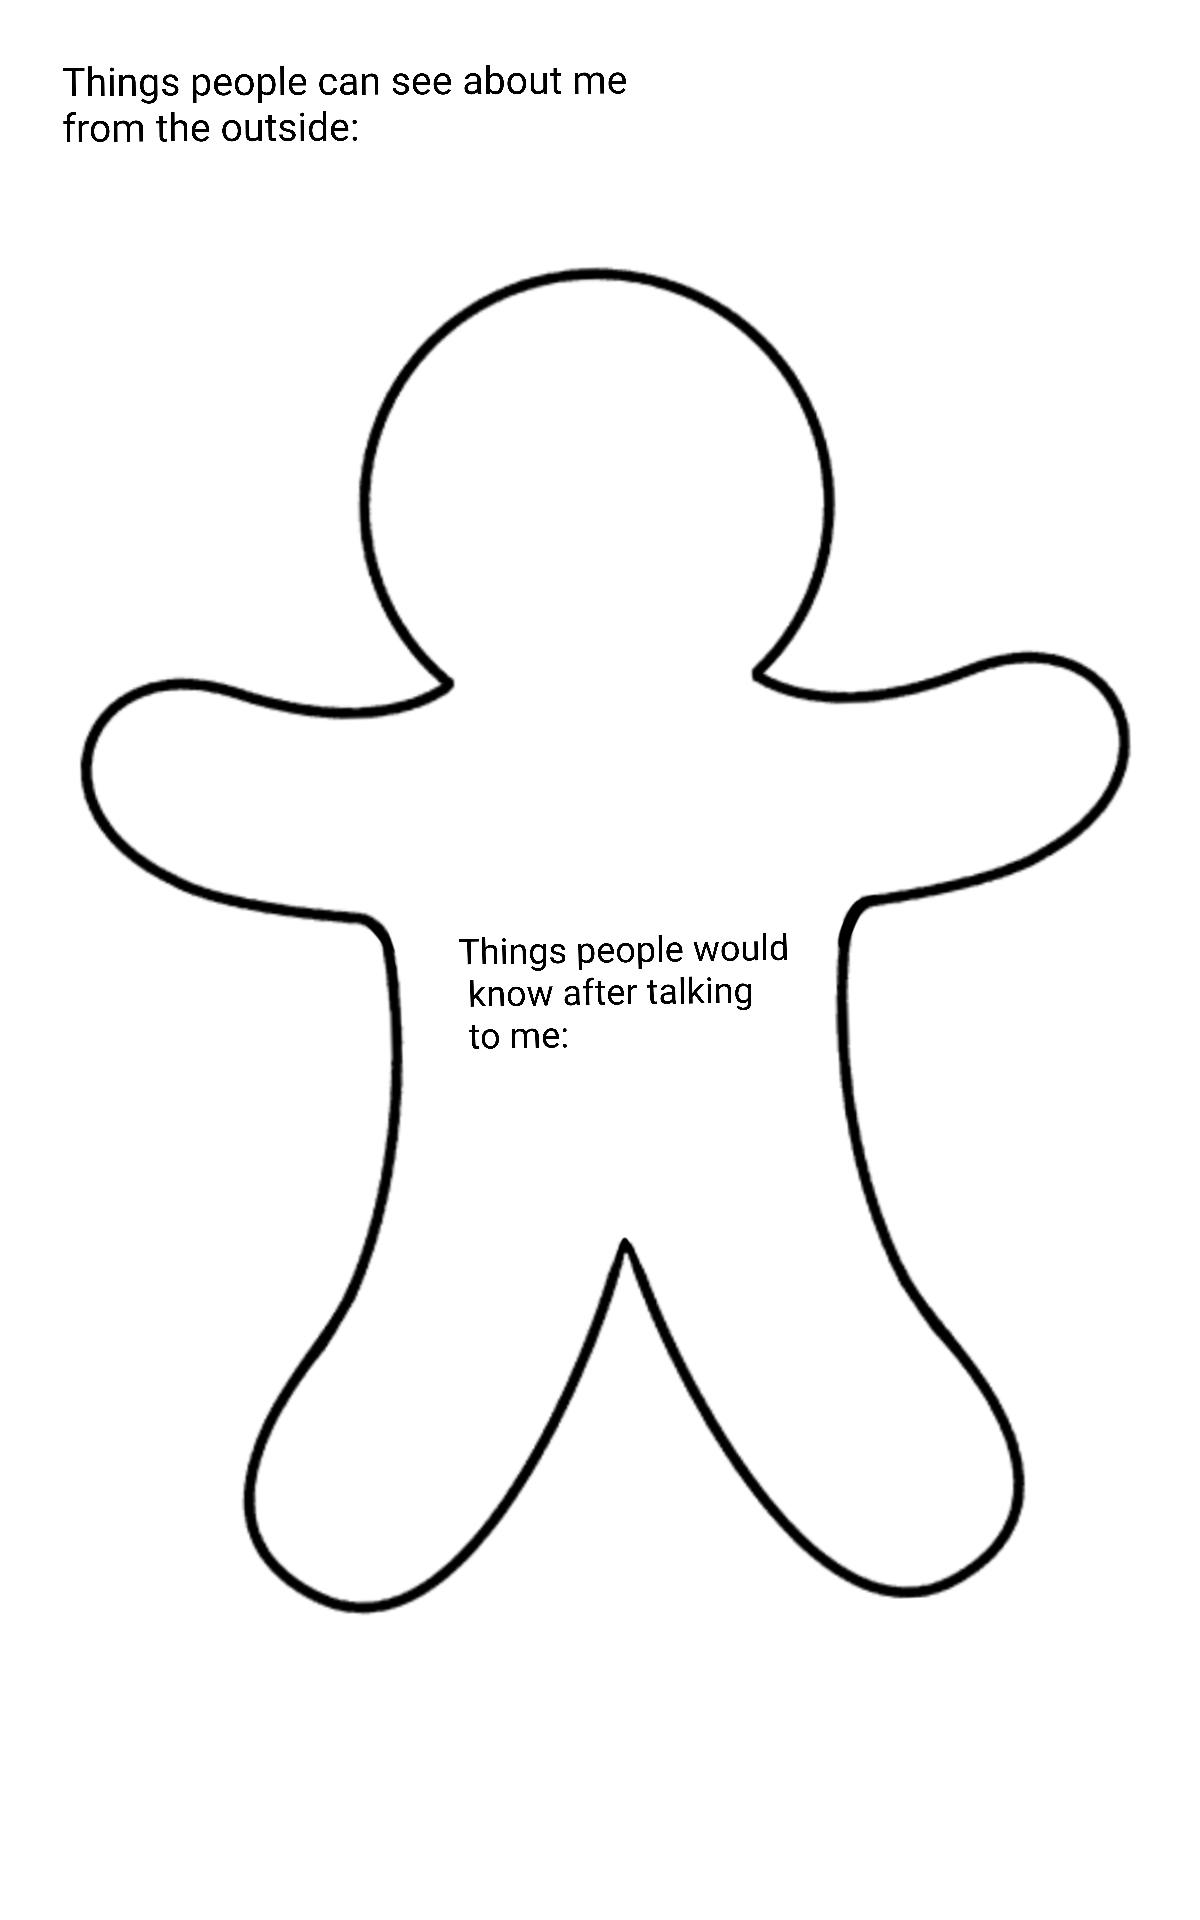 Things people can see about me
from the outside:
Things people would
know after talking
to me: